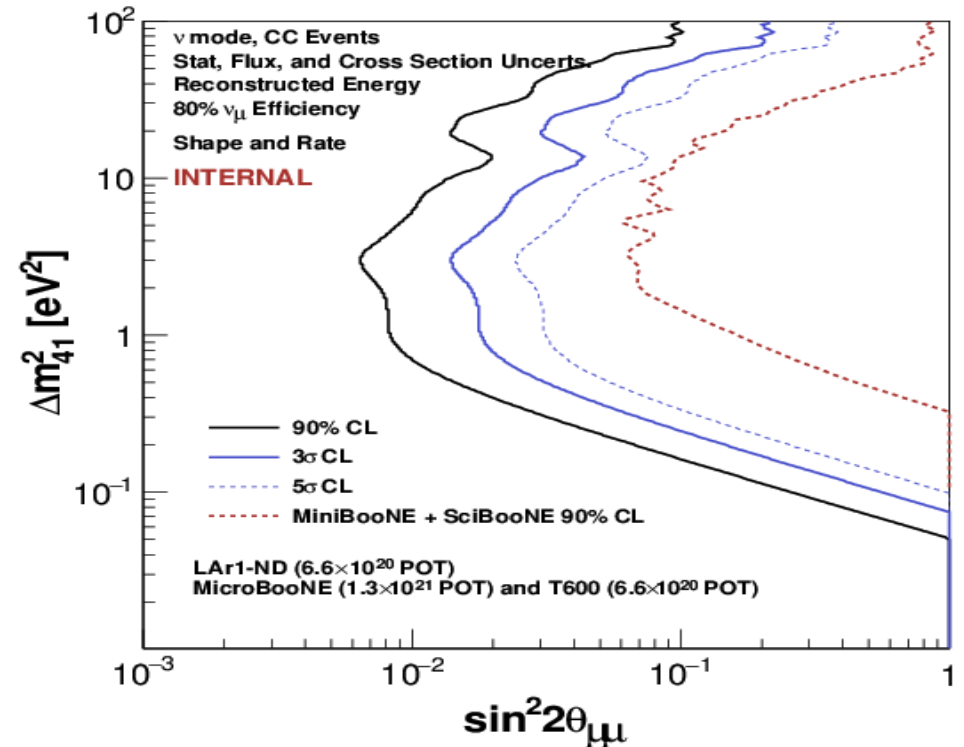 10²
ν mode, CC Events
Stat, Flux, and Cross Section Uncerts.
Reconstructed Energy
80% νμ Efficiency
Shape and Rate
INTERNAL
10
Δm²₄₁ [eV²]
1
90% CL
3σ CL
5σ CL
10⁻¹
MiniBooNE + SciBooNE 90% CL
LAr1-ND (6.6×10²⁰ POT)
MicroBooNE (1.3×10²¹ POT) and T600 (6.6×10²⁰ POT)
10⁻³ 10⁻² 10⁻¹ 1
sin²2θμμ